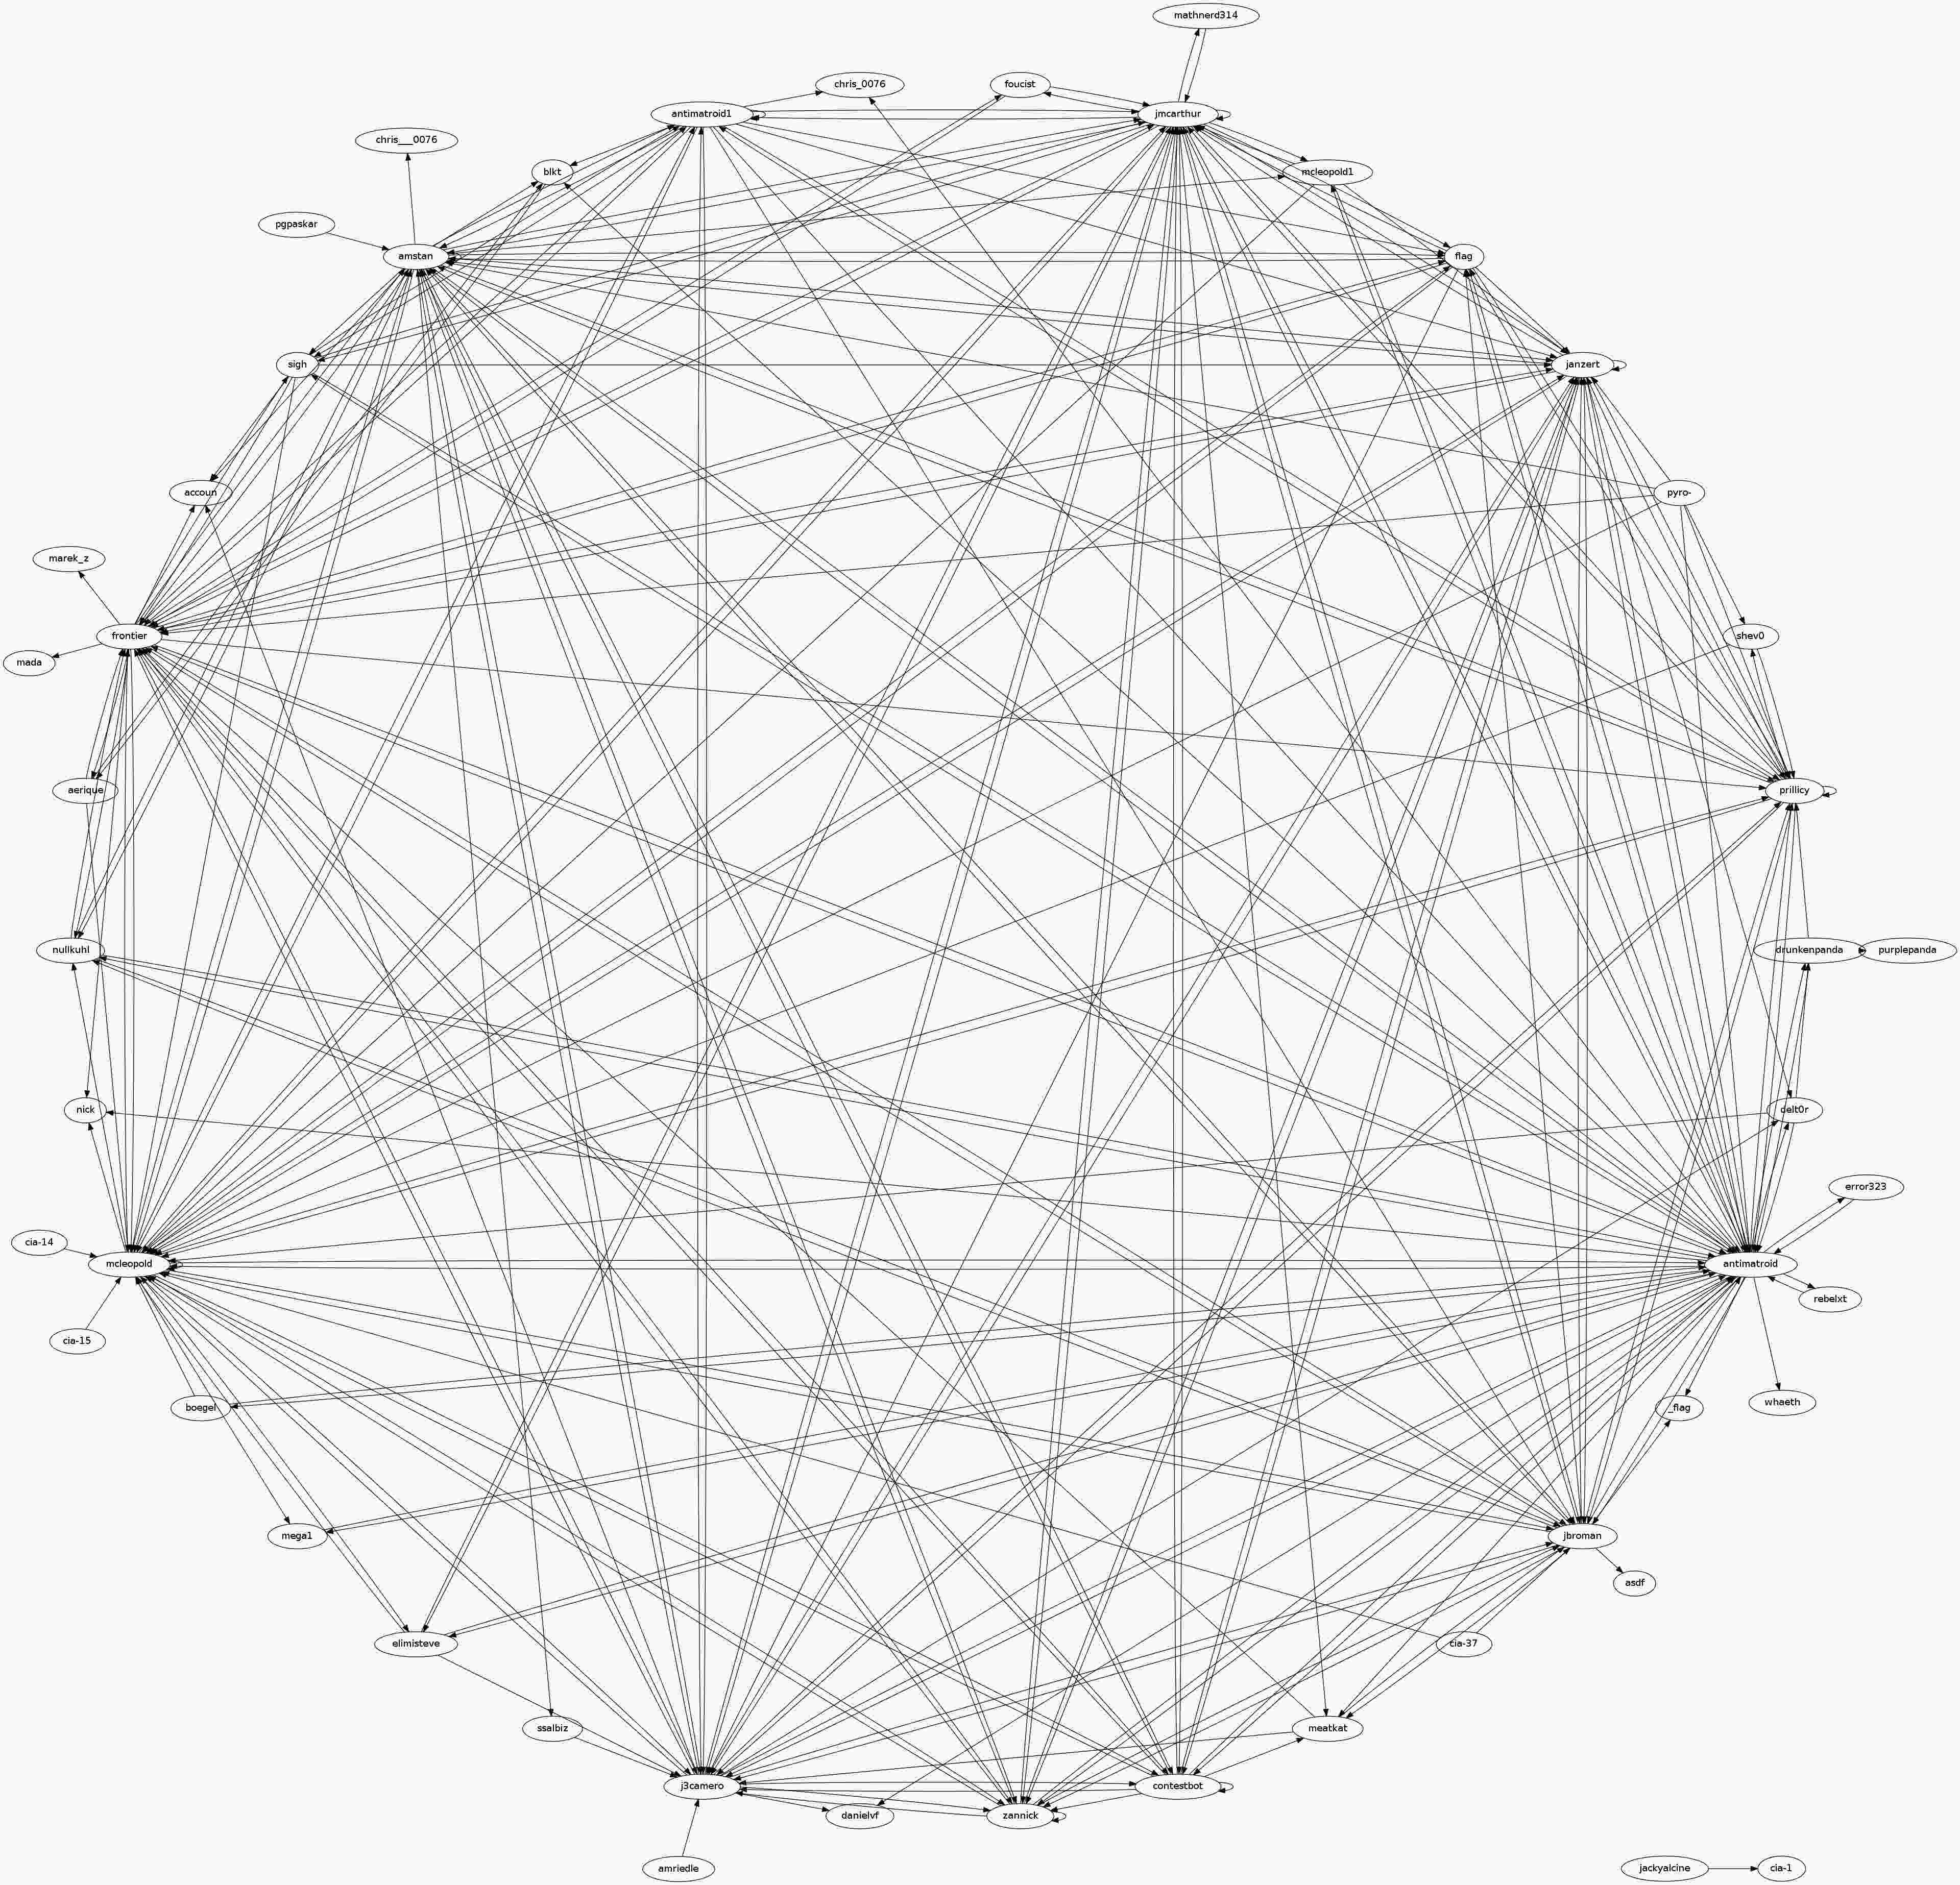 mathnerd314
chris_0076
foucist
antimatroid1
jmcarthur
chris___0076
blkt
mcleopold1
pgpaskar
amstan
flag
sigh
janzert
accoun
pyro-
marek_z
frontier
shev0
mada
aerique
prillicy
nullkuhl
drunkenpanda
purplepanda
nick
delt0r
error323
cia-14
mcleopold
antimatroid
rebelxt
cia-15
boegel
_flag
whaeth
mega1
jbroman
asdf
elimisteve
cia-37
ssalbiz
meatkat
j3camero
contestbot
danielvf
zannick
amriedle
jackyalcine
cia-1